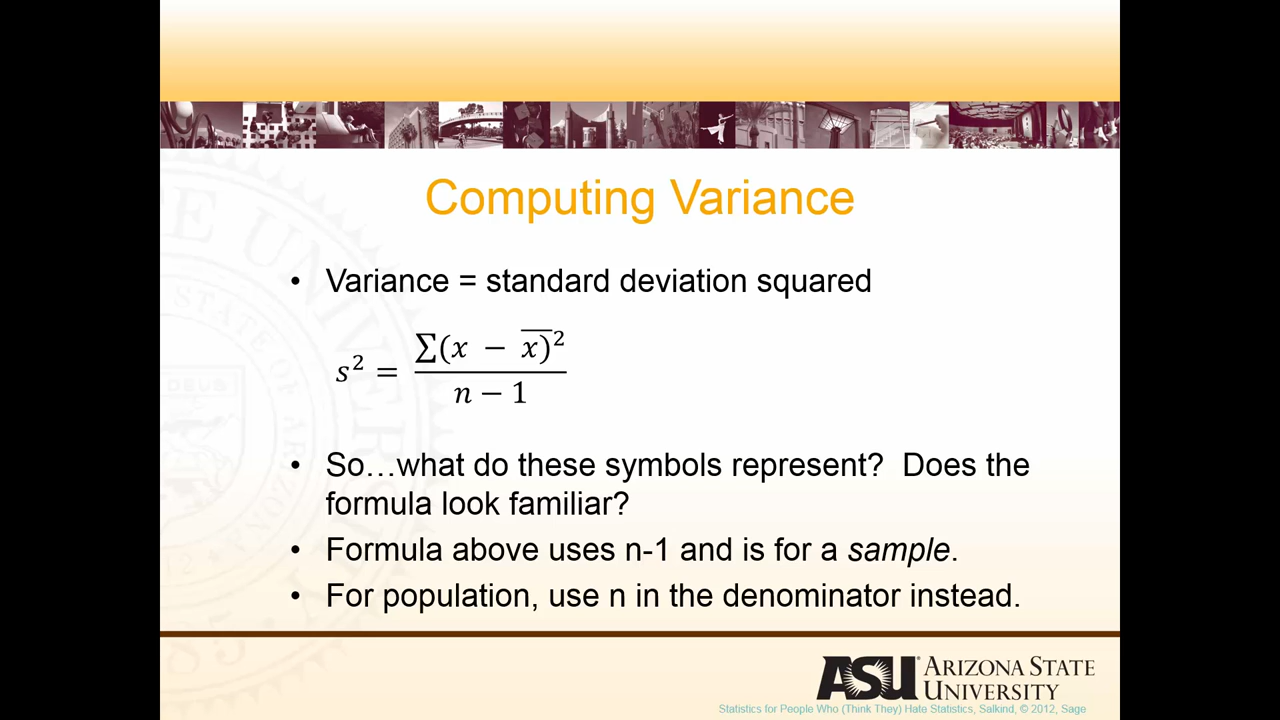 Computing Variance
• Variance = standard deviation squared
s² = ∑(x − x̅)² / n − 1
• So…what do these symbols represent? Does the
formula look familiar?
• Formula above uses n-1 and is for a sample.
• For population, use n in the denominator instead.
ASU ARIZONA STATE
UNIVERSITY
Statistics for People Who (Think They) Hate Statistics, Salkind, © 2012, Sage